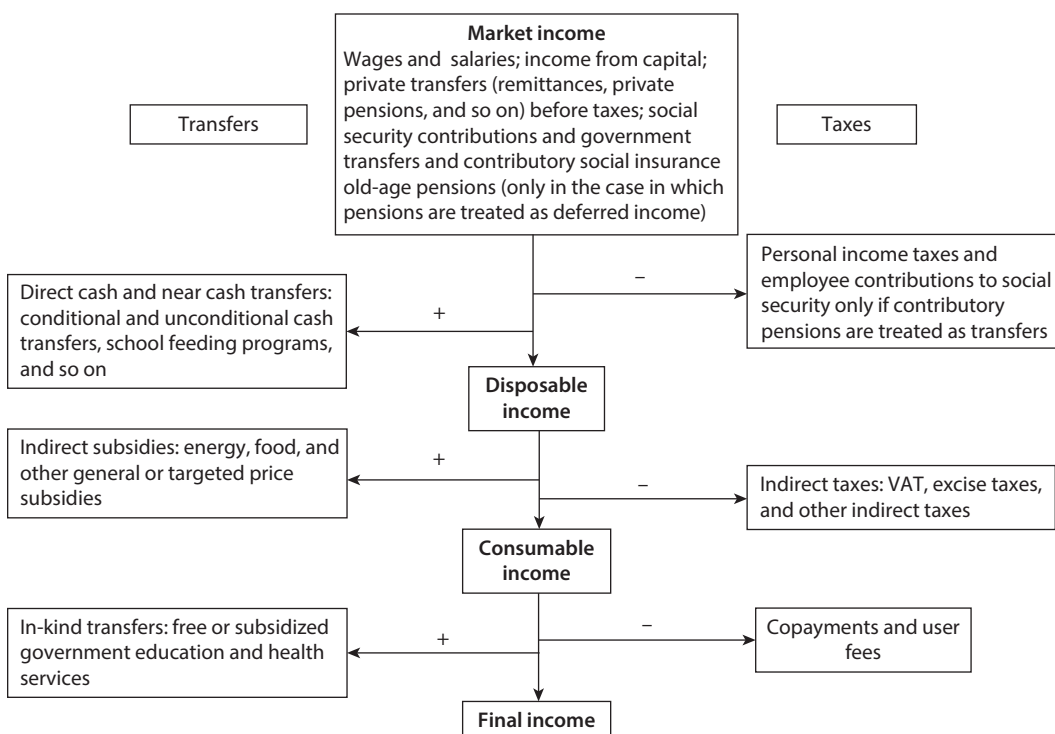 Market income
Wages and salaries; income from capital;
private transfers (remittances, private
pensions, and so on) before taxes; social
security contributions and government
transfers and contributory social insurance
old-age pensions (only in the case in which
pensions are treated as deferred income)
Transfers
Taxes
Personal income taxes and
employee contributions to social
security only if contributory
pensions are treated as transfers
–
Direct cash and near cash transfers:
conditional and unconditional cash
transfers, school feeding programs,
and so on
+
Disposable
income
Indirect subsidies: energy, food, and
other general or targeted price
subsidies
+
–
Indirect taxes: VAT, excise taxes,
and other indirect taxes
Consumable
income
In-kind transfers: free or subsidized
government education and health
services
+
–
Copayments and user
fees
Final income